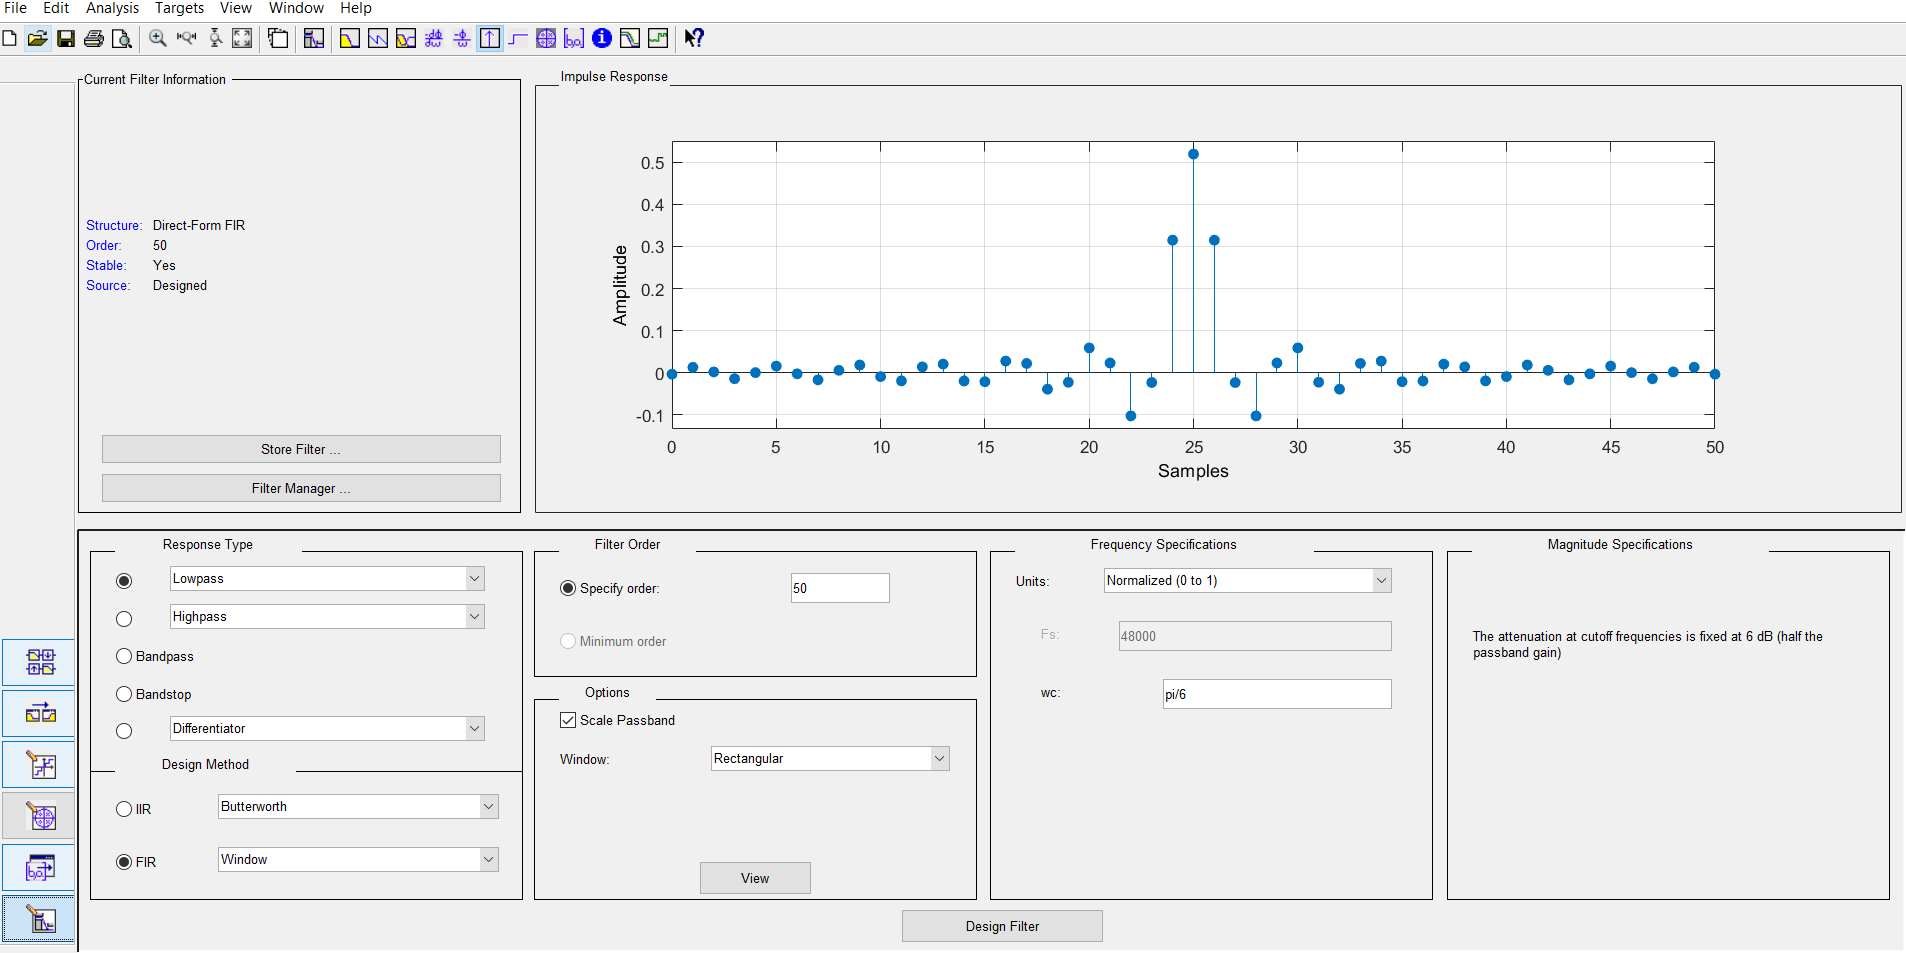 File Edit Analysis Targets View Window Help
Current Filter Information
Structure: Direct-Form FIR
Order: 50
Stable: Yes
Source: Designed
Store Filter ...
Filter Manager ...
Impulse Response
Amplitude
0.5
0.4
0.3
0.2
0.1
0
-0.1
0 5 10 15 20 25 30 35 40 45 50
Samples
Response Type
Lowpass
Highpass
Bandpass
Bandstop
Differentiator
Design Method
IIR Butterworth
FIR Window
Filter Order
Specify order: 50
Minimum order
Options
Scale Passband
Window: Rectangular
View
Frequency Specifications
Units: Normalized (0 to 1)
Fs: 48000
wc: pi/6
Magnitude Specifications
The attenuation at cutoff frequencies is fixed at 6 dB (half the
passband gain)
Design Filter